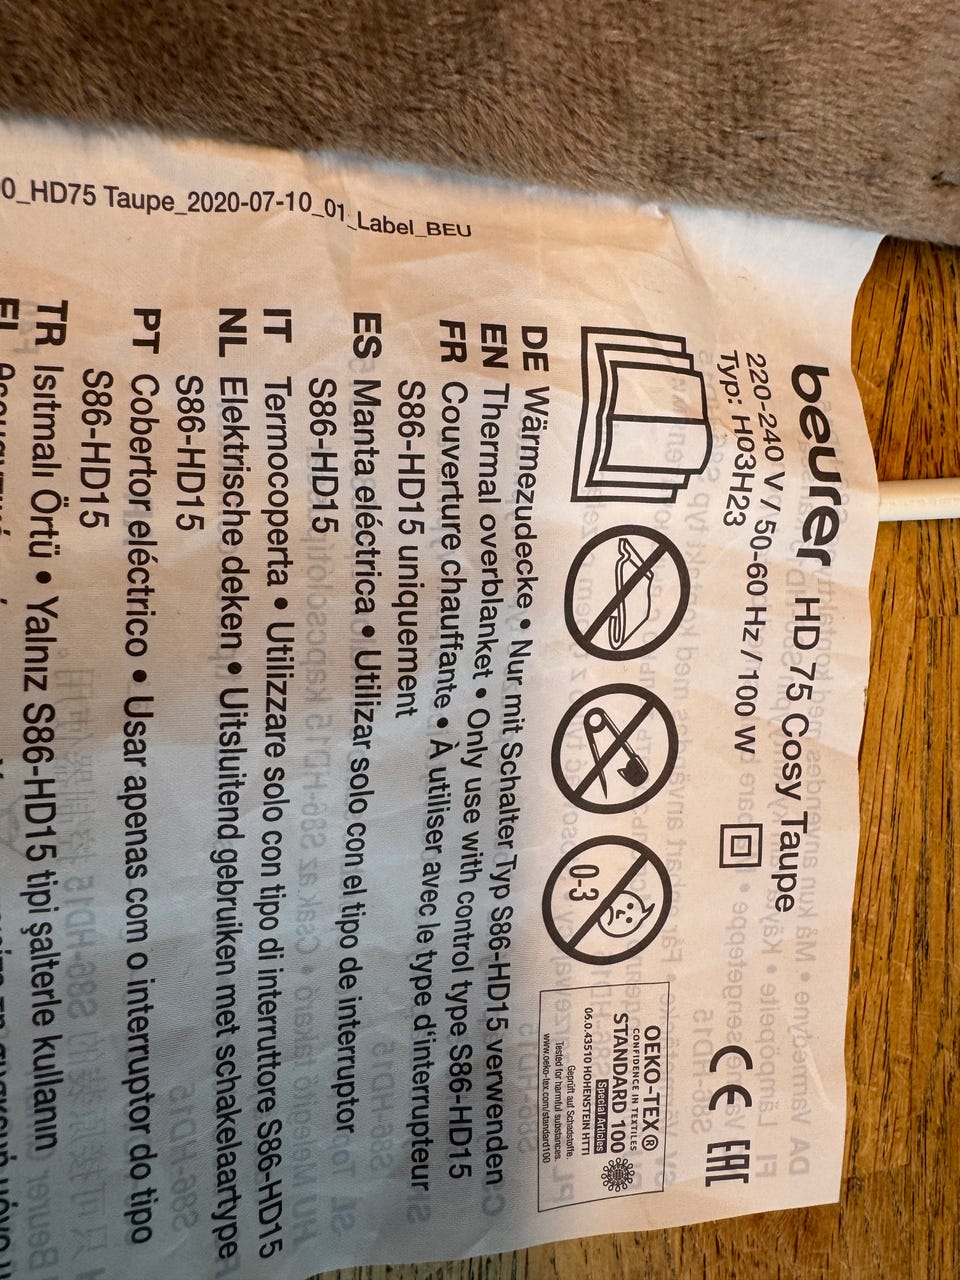 beurer HD 75 Cosy Taupe
220-240 V / 50-60 Hz / 100 W
Typ: H03H23
CE EAC
0-3
OEKO-TEX®
CONFIDENCE IN TEXTILES
STANDARD 100
Special Articles
06.0.43510 HOHENSTEIN HTTI
Geprüft auf Schadstoffe.
Tested for harmful substances.
www.oeko-tex.com/standard100
DE Wärmezudecke • Nur mit Schalter Typ S86-HD15 verwenden
EN Thermal overblanket • Only use with control type S86-HD15
FR Couverture chauffante • À utiliser avec le type d'interrupteur
S86-HD15 uniquement
ES Manta eléctrica • Utilizar solo con el tipo de interruptor
S86-HD15
IT Termocoperta • Utilizzare solo con tipo di interruttore S86-HD15
NL Elektrische deken • Uitsluitend gebruiken met schakelaartype
S86-HD15
PT Cobertor eléctrico • Usar apenas com o interruptor do tipo
S86-HD15
TR Isıtmalı Örtü • Yalnız S86-HD15 tipi şalterle kullanın
EL
0_HD75 Taupe_2020-07-10_01_Label_BEU